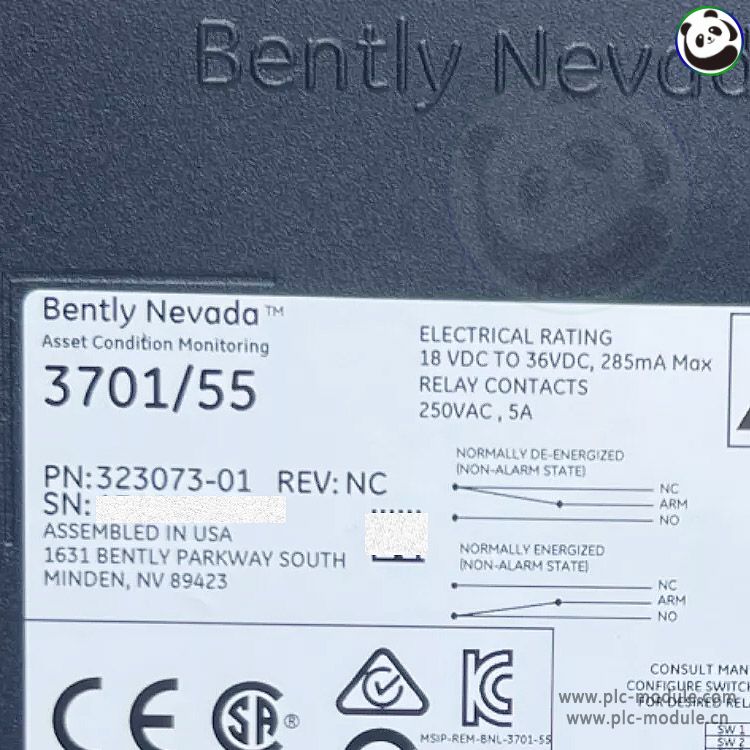 Bently Nevada
Bently Nevada™
Asset Condition Monitoring
3701/55
PN:323073-01 REV: NC
SN:
ASSEMBLED IN USA
1631 BENTLY PARKWAY SOUTH
MINDEN, NV 89423
ELECTRICAL RATING
18 VDC TO 36VDC, 285mA Max
RELAY CONTACTS
250VAC , 5A
NORMALLY DE-ENERGIZED
(NON-ALARM STATE)
NC
ARM
NO
NORMALLY ENERGIZED
(NON-ALARM STATE)
NC
ARM
NO
CE
SA®
MSIP-REM-BNL-3701-55
CONSULT MAN
CONFIGURE SWITCH
FOR DESIRED REL
SW 1
SW 2
www.plc-module.com
www.plc-module.cn